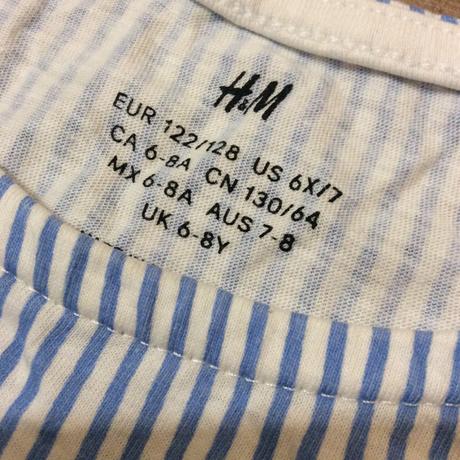 H&M
EUR 122/128 US 6X/7
CA 6-8A CN 130/64
MX 6-8A AUS 7-8
UK 6-8Y